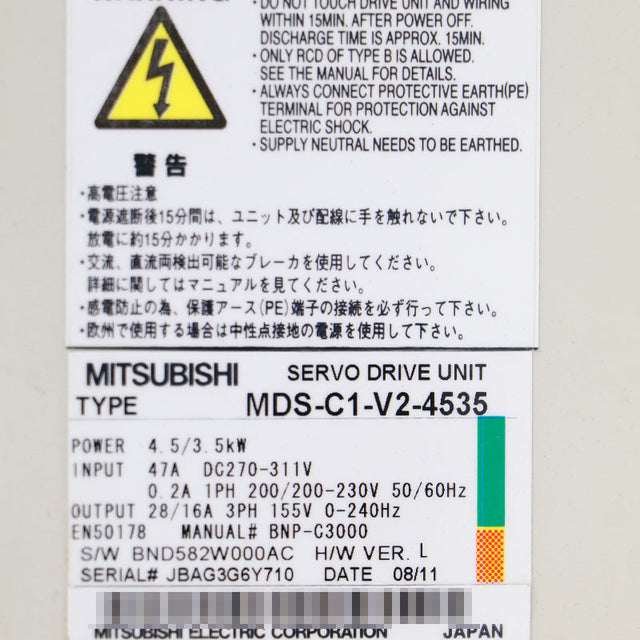 • DO NOT TOUCH DRIVE UNIT AND WIRING
WITHIN 15MIN. AFTER POWER OFF.
DISCHARGE TIME IS APPROX. 15MIN.
• ONLY RCD OF TYPE B IS ALLOWED.
SEE THE MANUAL FOR DETAILS.
• ALWAYS CONNECT PROTECTIVE EARTH(PE)
TERMINAL FOR PROTECTION AGAINST
ELECTRIC SHOCK.
• SUPPLY NEUTRAL NEEDS TO BE EARTHED.
警告
・高電圧注意
・電源遮断後15分間は、ユニット及び配線に手を触れないで下さい。
放電に約15分かかります。
・交流、直流両検出可能なブレーカを使用してください。
詳細に関してはマニュアルを見てください。
・感電防止の為、保護アース(PE)端子の接続を必ず行って下さい。
・欧州で使用する場合は中性点接地の電源を使用して下さい。
MITSUBISHI SERVO DRIVE UNIT
TYPE MDS-C1-V2-4535
POWER 4.5/3.5kW
INPUT 47A DC270-311V
0.2A 1PH 200/200-230V 50/60Hz
OUTPUT 28/16A 3PH 155V 0-240Hz
EN50178 MANUAL# BNP-C3000
S/W BND582W000AC H/W VER. L
SERIAL# JBAG3G6Y710 DATE 08/11
MITSUBISHI ELECTRIC CORPORATION JAPAN